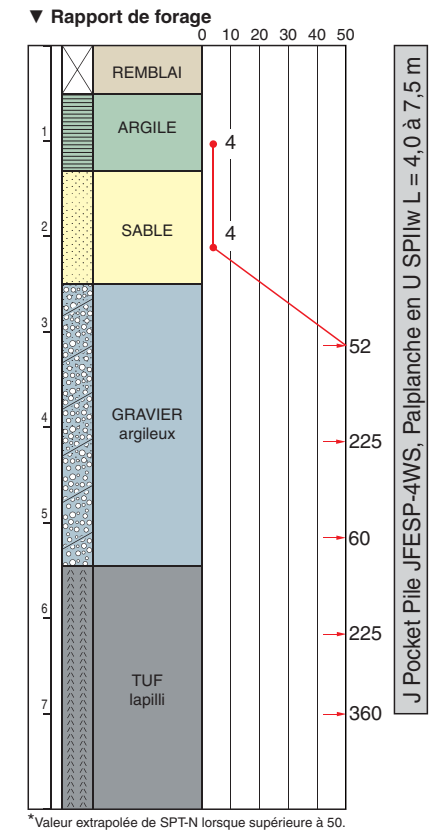 ▼ Rapport de forage
0 10 20 30 40 50
REMBLAI
ARGILE
1
4
2
SABLE
4
3
52
GRAVIER
argileux
4
225
5
60
6
225
TUF
lapilli
7
360
J Pocket Pile JFESP-4WS, Palplanche en U SPIIw L = 4,0 à 7,5 m
*Valeur extrapolée de SPT-N lorsque supérieure à 50.